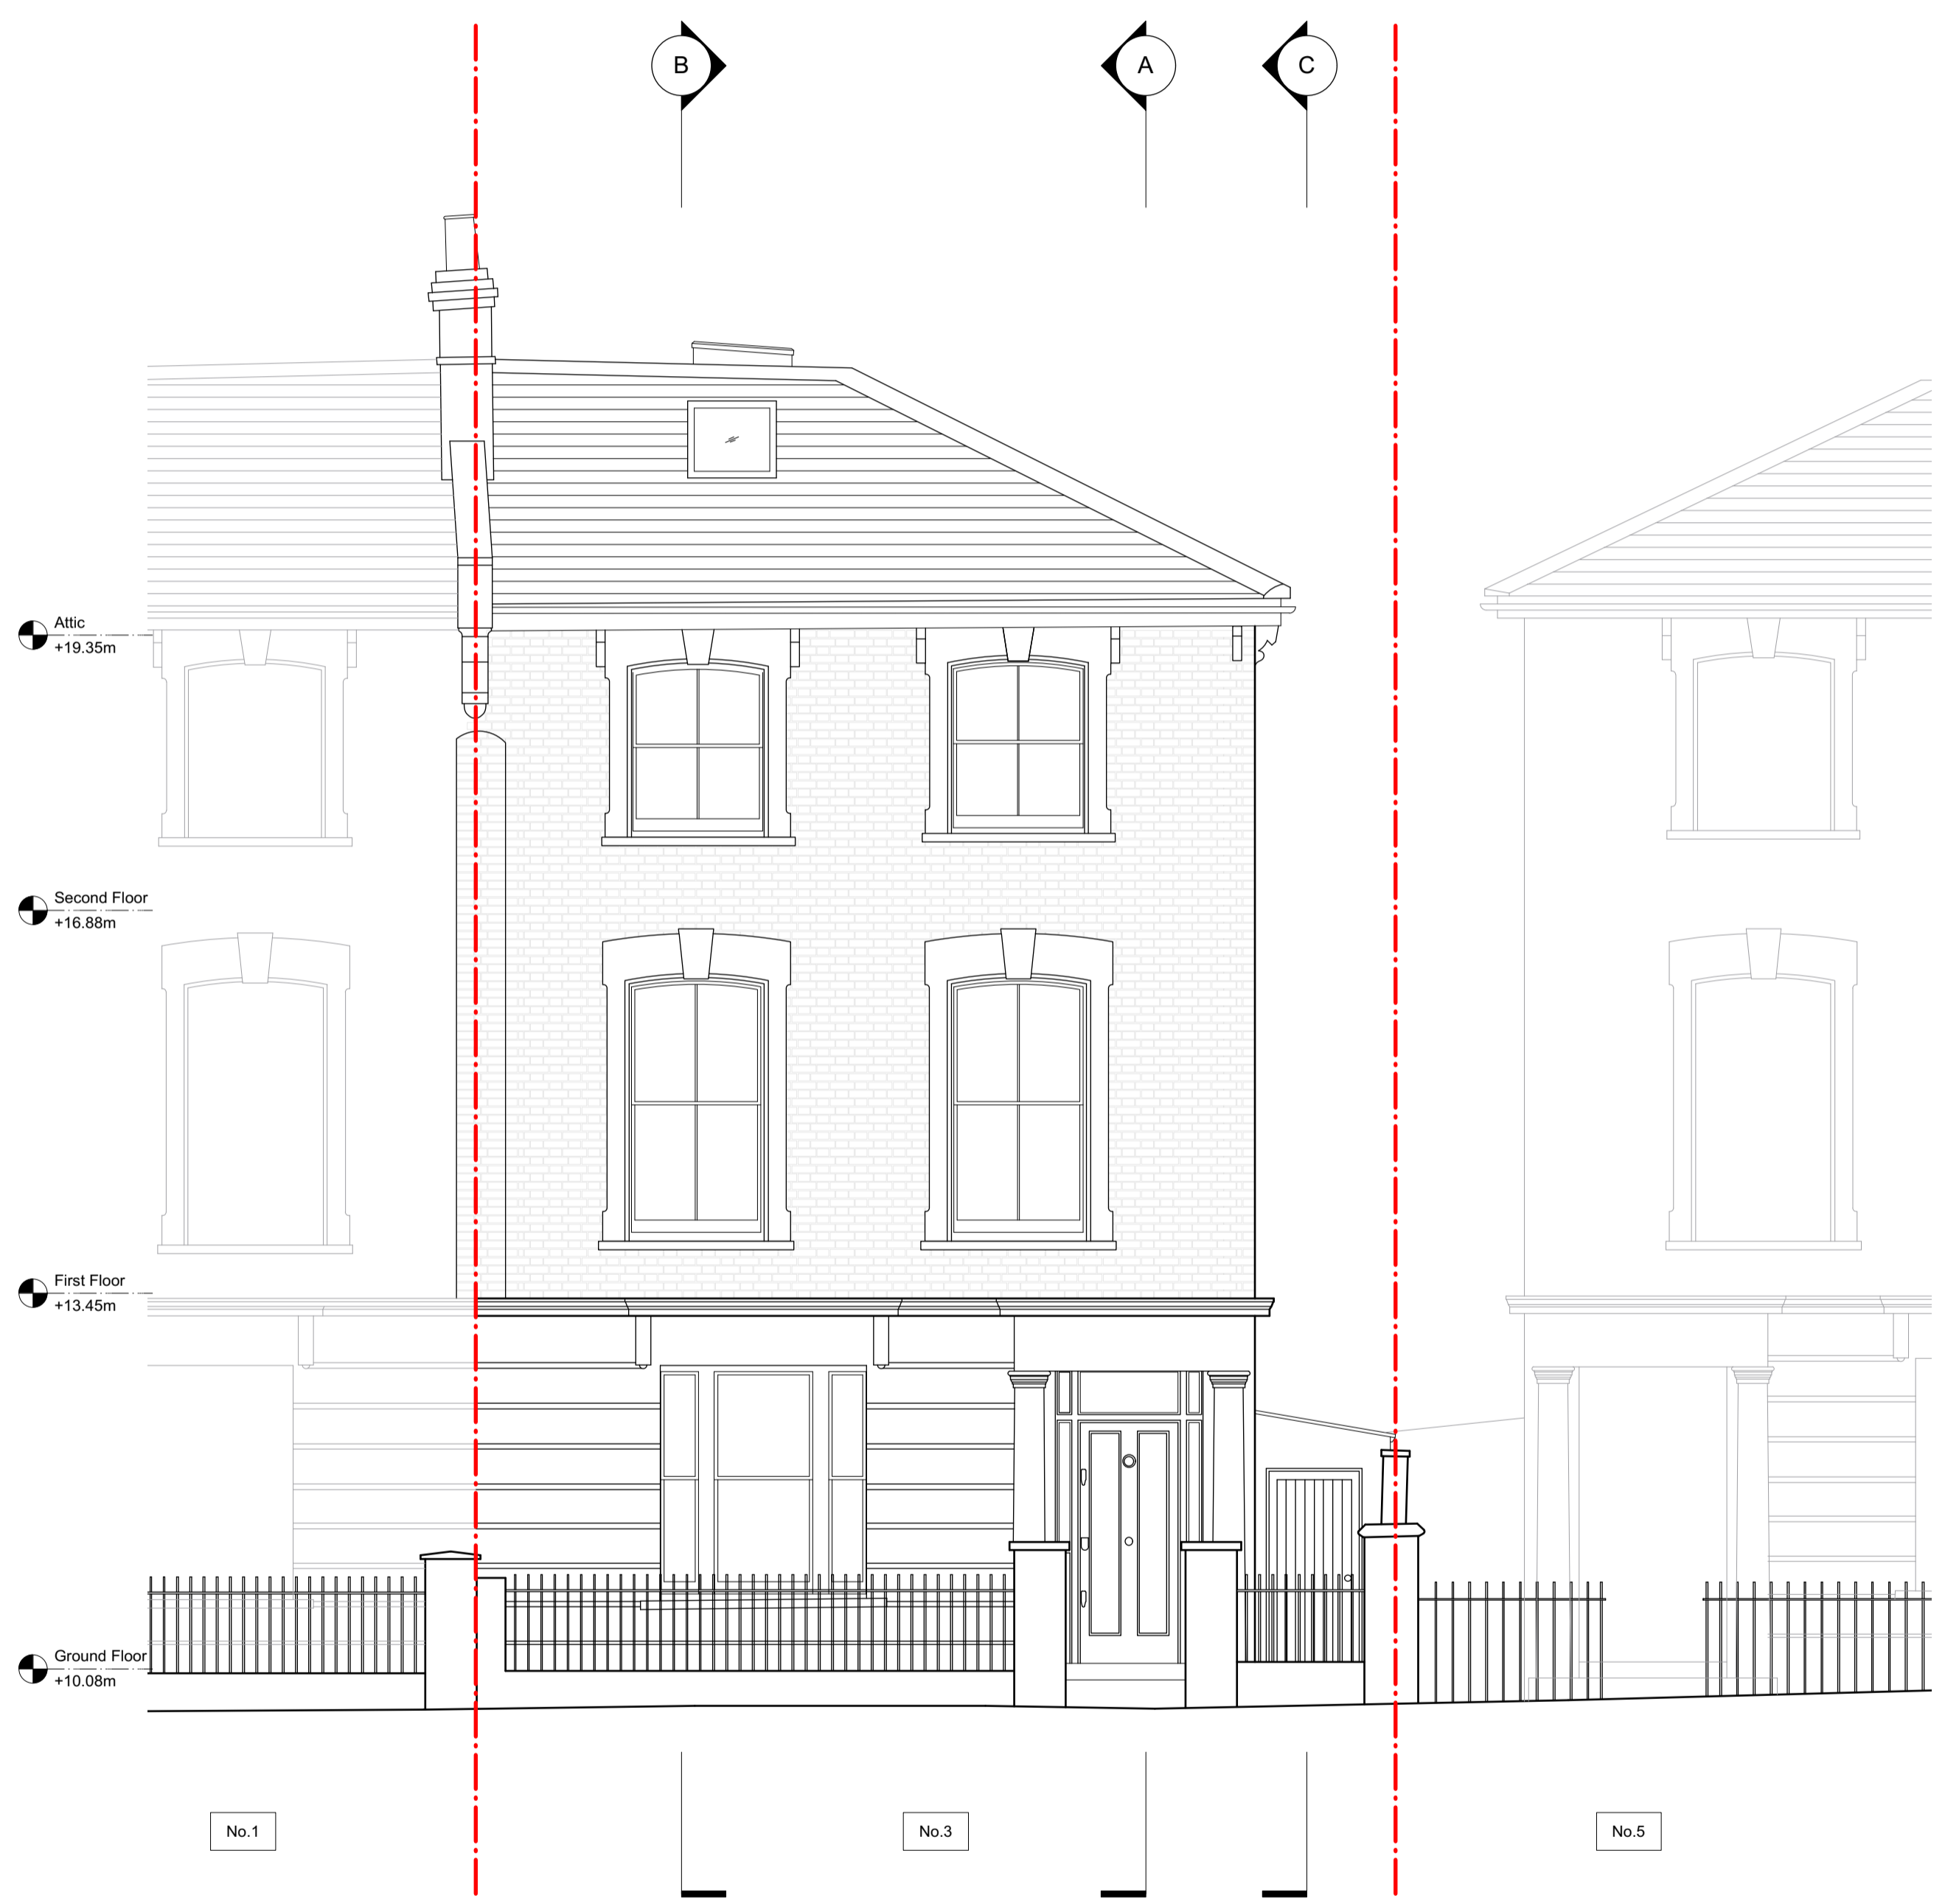 B
A
C
Attic
+19.35m
Second Floor
+16.88m
First Floor
+13.45m
Ground Floor
+10.08m
No.1
No.3
No.5